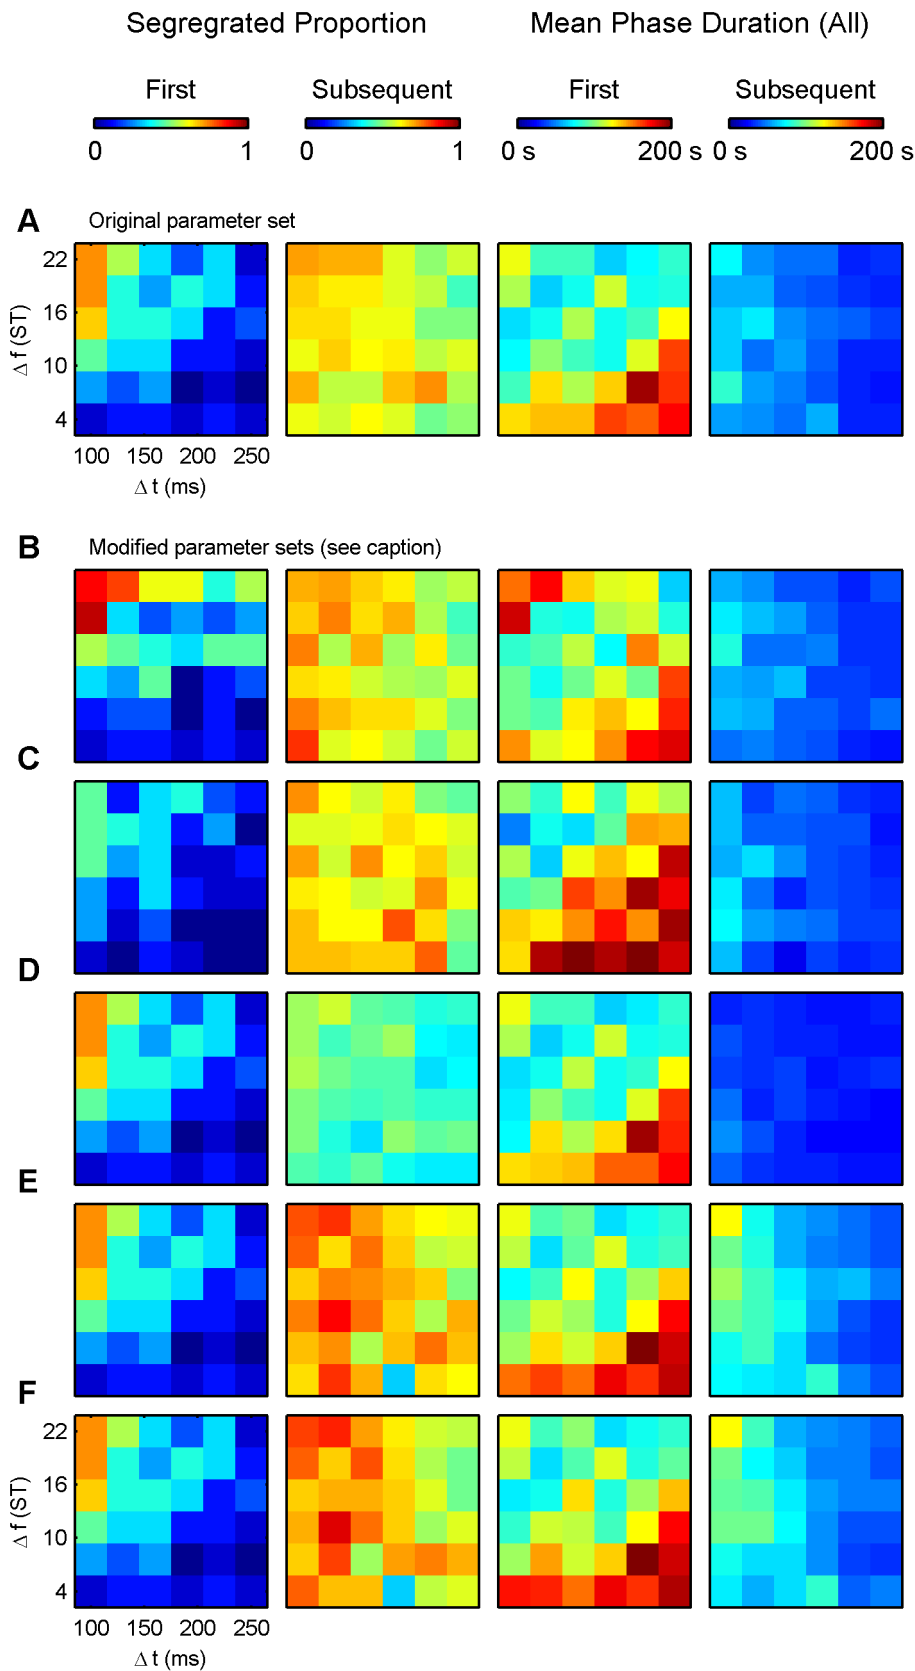 Segregrated Proportion Mean Phase Duration (All)
First Subsequent First Subsequent
0 1 0 1 0 s 200 s 0 s 200 s
A Original parameter set
22
16
10
4
Δ f (ST)
100 150 200 250
Δ t (ms)
B Modified parameter sets (see caption)
C
D
E
F
22
16
10
4
Δ f (ST)
100 150 200 250
Δ t (ms)